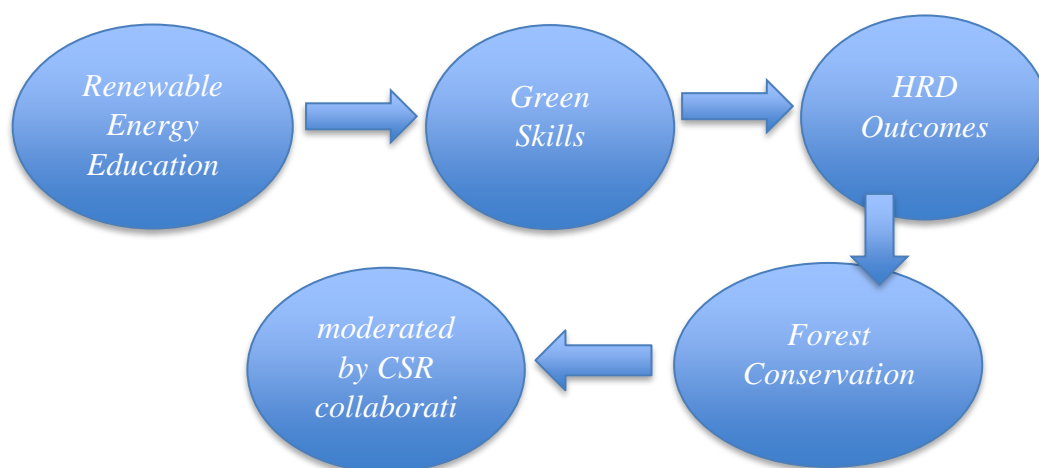 Renewable
Energy
Education
Green
Skills
HRD
Outcomes
moderated
by CSR
collaborati
Forest
Conservation